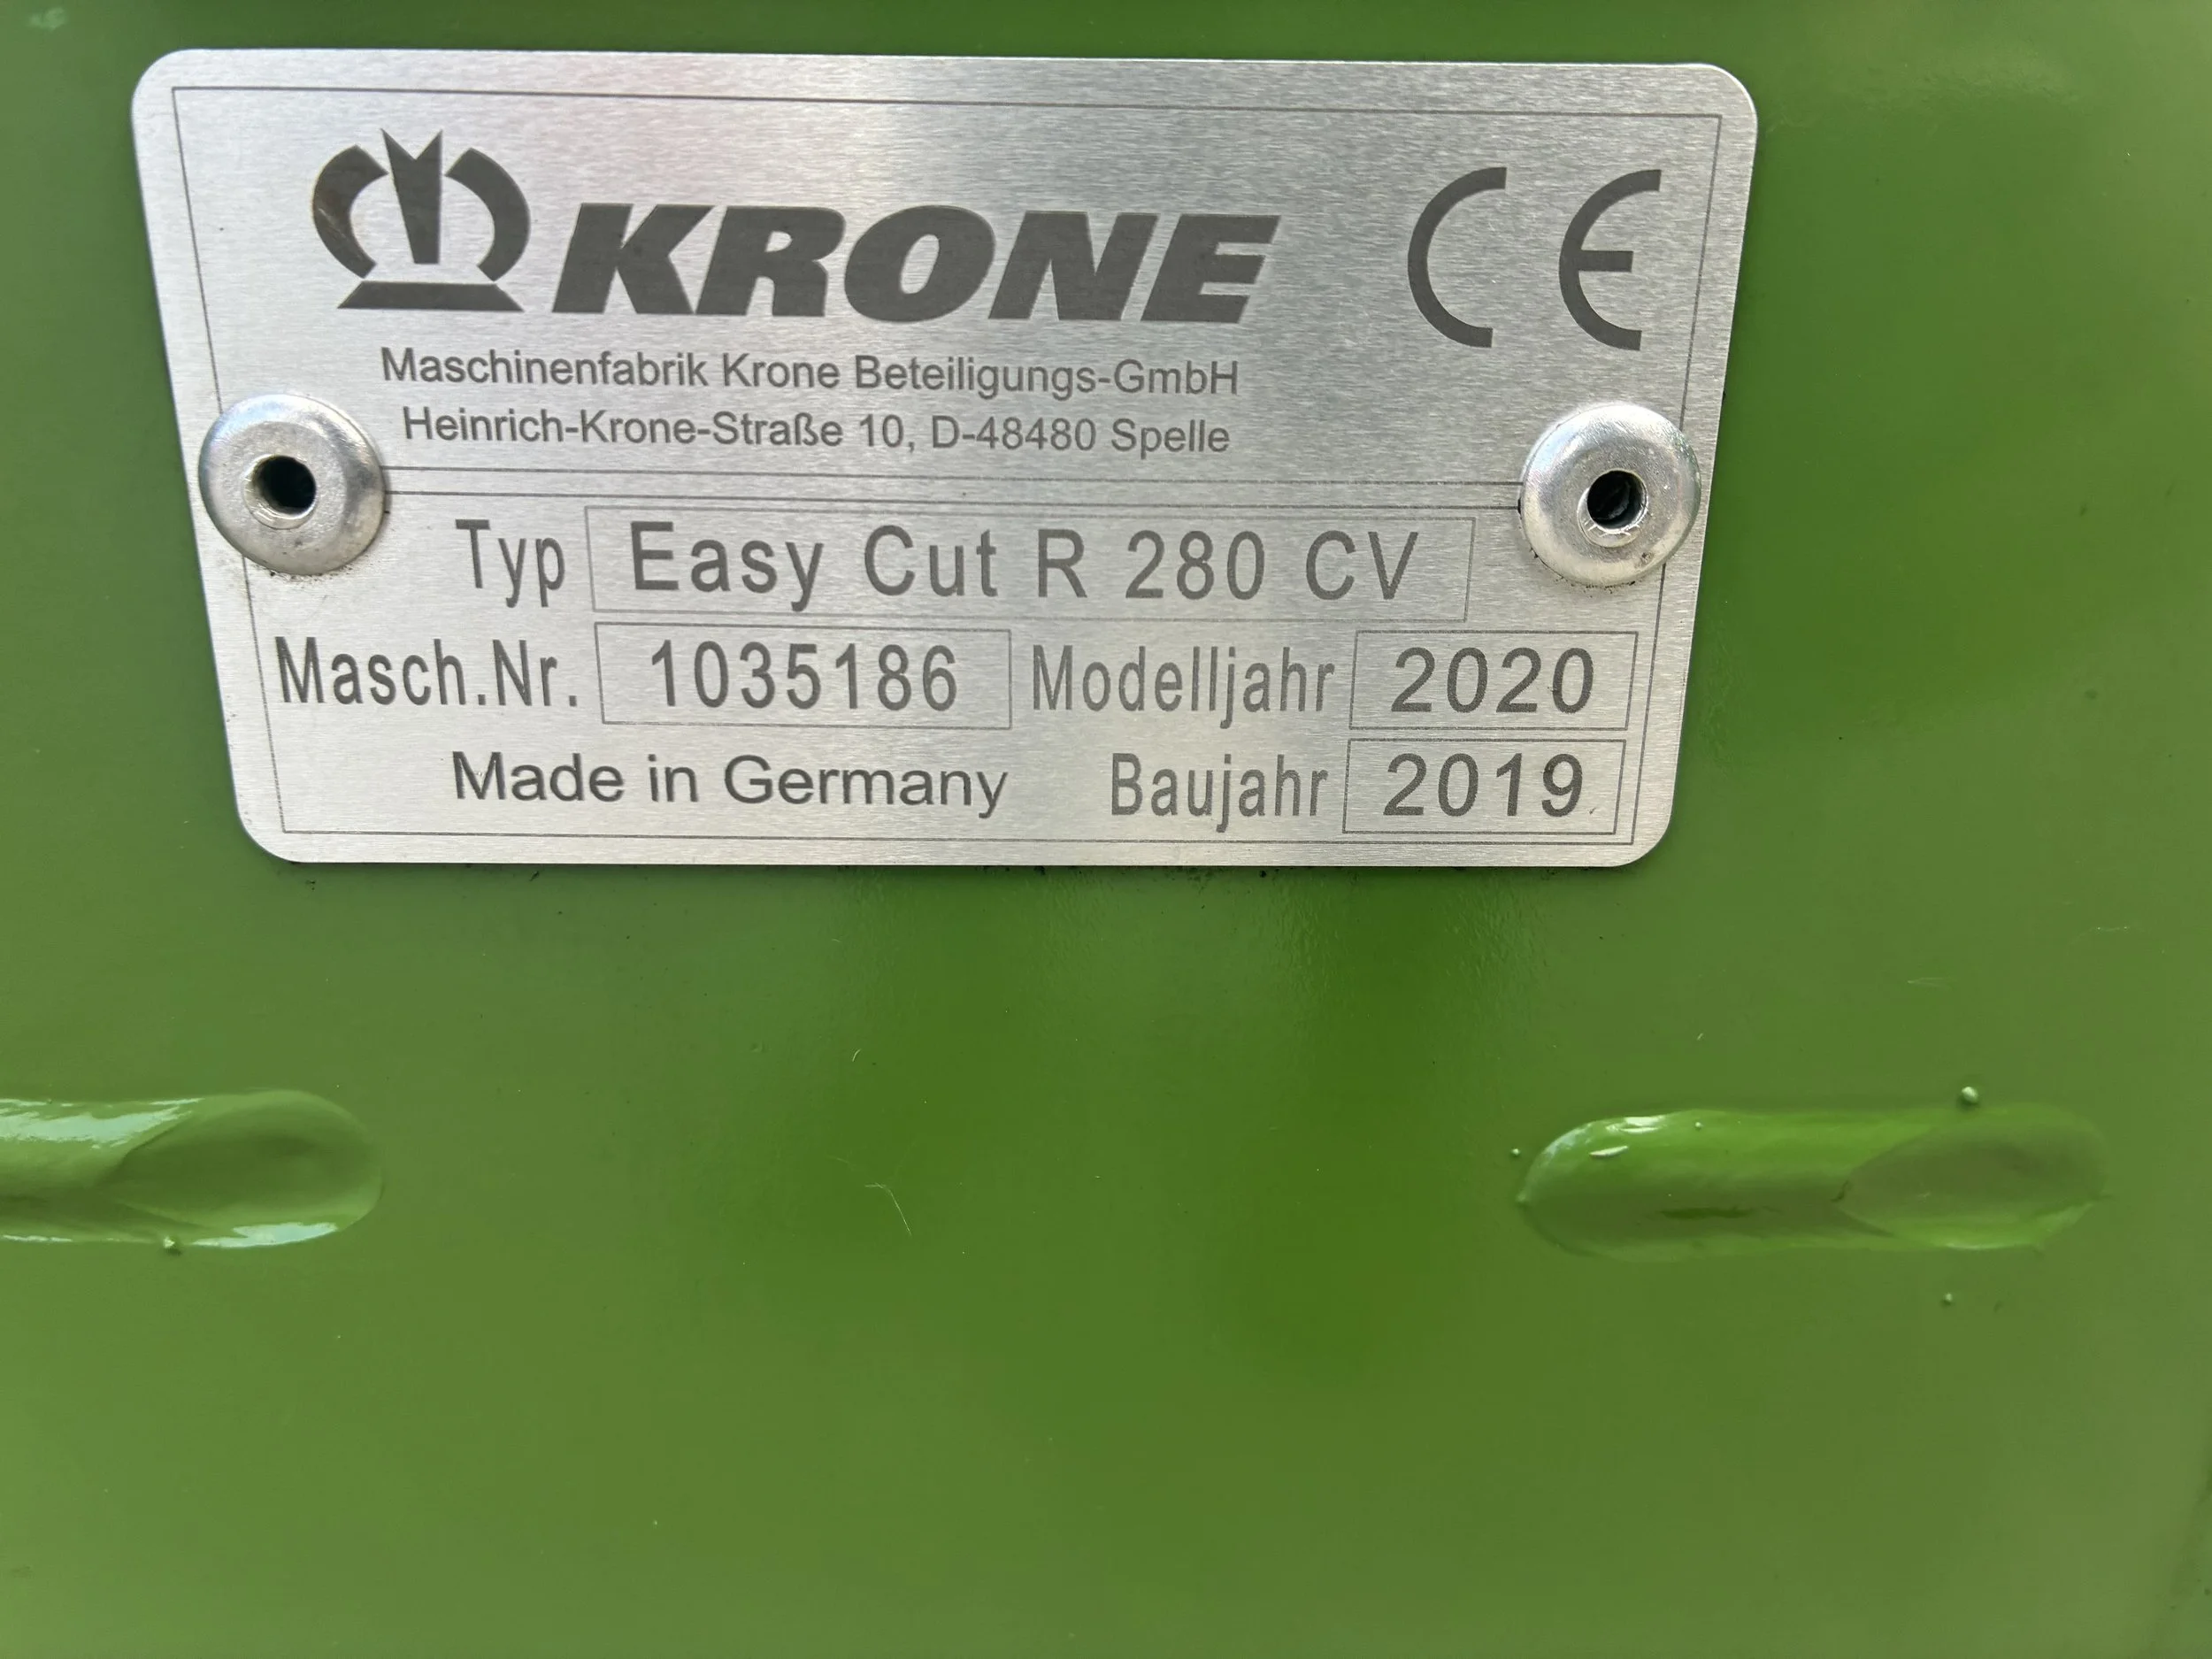 KRONE CE
Maschinenfabrik Krone Beteiligungs-GmbH
Heinrich-Krone-Straße 10, D-48480 Spelle
Typ Easy Cut R 280 CV
Masch.Nr. 1035186 Modelljahr 2020
Made in Germany Baujahr 2019